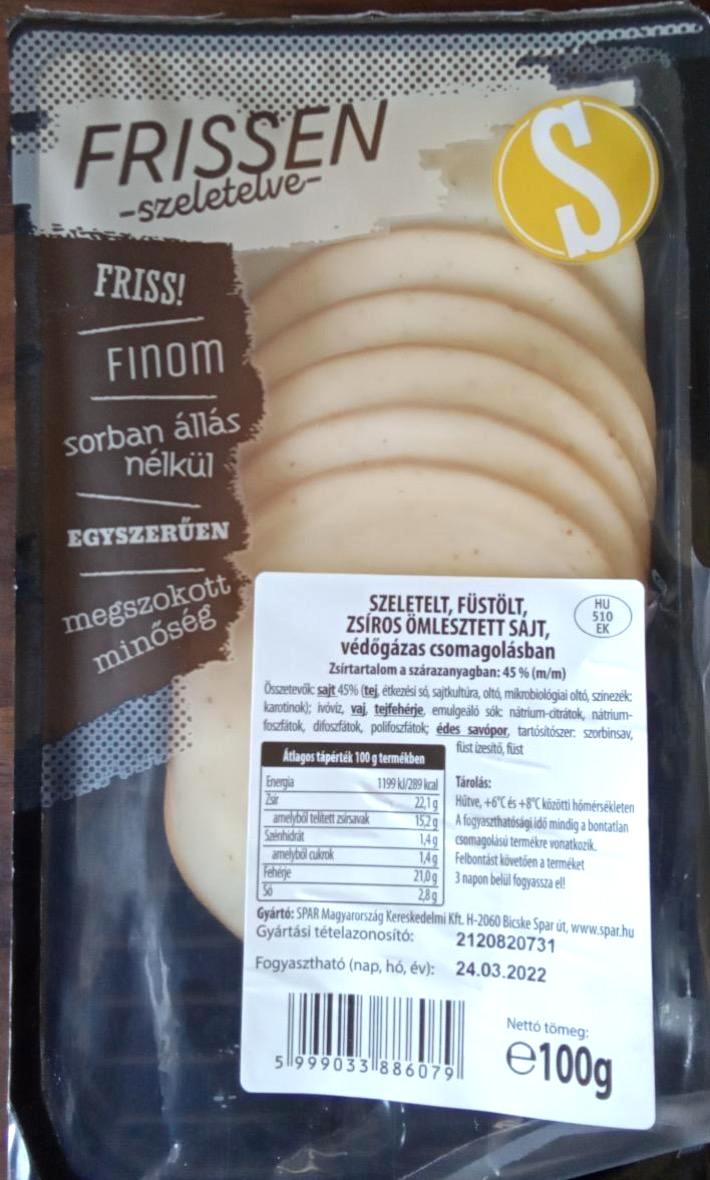 FRISSEN
-szeletelve-
S
FRISS!
FINOM
sorban állás
nélkül
EGYSZERŰEN
megszokott
minőség
SZELETELT, FÜSTÖLT,
ZSÍROS ÖMLESZTETT SAJT,
védőgázas csomagolásban
HU
510
EK
Zsírtartalom a szárazanyagban: 45 % (m/m)
Összetevők: sajt 45% (tej, étkezési só, sajtkultúra, oltó, mikrobiológiai oltó, színezék:
karotinok); ivóvíz, vaj, tejfehérje, emulgeáló sók: nátrium-citrátok, nátrium-
foszfátok, difoszfátok, polifoszfátok; édes savópor, tartósítószer: szorbinsav,
füst ízesítő, füst
Átlagos tápérték 100 g termékben
Energia 1199 kJ/289 kcal
Zsír 22,1 g
amelyből telített zsírsavak 15,2 g
Szénhidrát 1,4 g
amelyből cukrok 1,4 g
Fehérje 21,0 g
Só 2,8 g
Tárolás:
Hűtve, +6°C és +8°C közötti hőmérsékleten
A fogyaszthatósági idő mindig a bontatlan
csomagolású termékre vonatkozik.
Felbontást követően a terméket
3 napon belül fogyassza el!
Gyártó: SPAR Magyarország Kereskedelmi Kft. H-2060 Bicske Spar út, www.spar.hu
Gyártási tételazonosító: 2120820731
Fogyasztható (nap, hó, év): 24.03.2022
5 999033 886079
Nettó tömeg:
℮100g